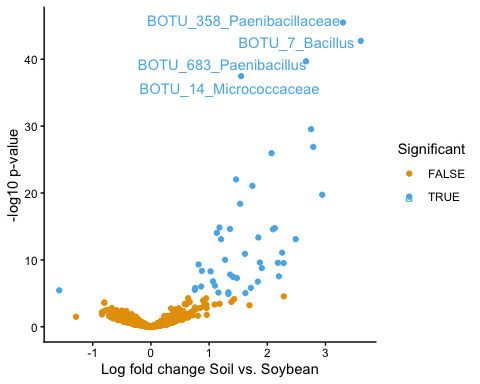 BOTU_358_Paenibacillaceae
BOTU_7_Bacillus
BOTU_683_Paenibacillus
BOTU_14_Micrococcaceae
40
30
20
10
0
-log10 p-value
-1 0 1 2 3
Log fold change Soil vs. Soybean
Significant
FALSE
a TRUE